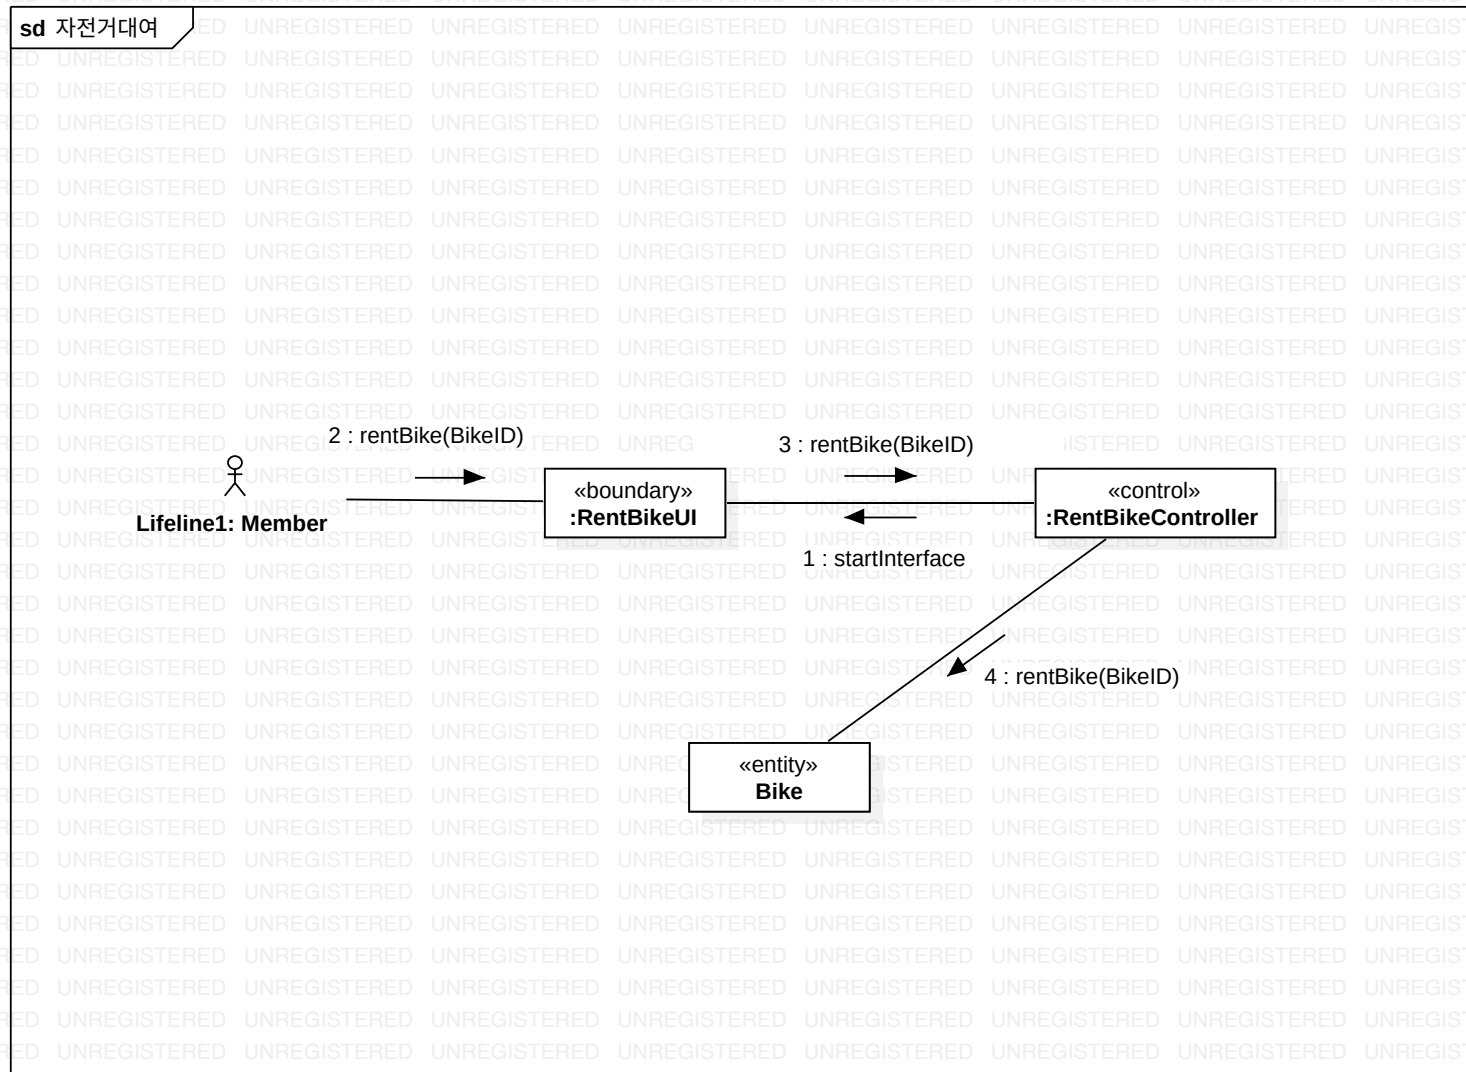 sd 자전거대여
2 : rentBike(BikeID)
3 : rentBike(BikeID)
«boundary»
:RentBikeUI
«control»
:RentBikeController
Lifeline1: Member
1 : startInterface
4 : rentBike(BikeID)
«entity»
Bike
UNREGISTERED